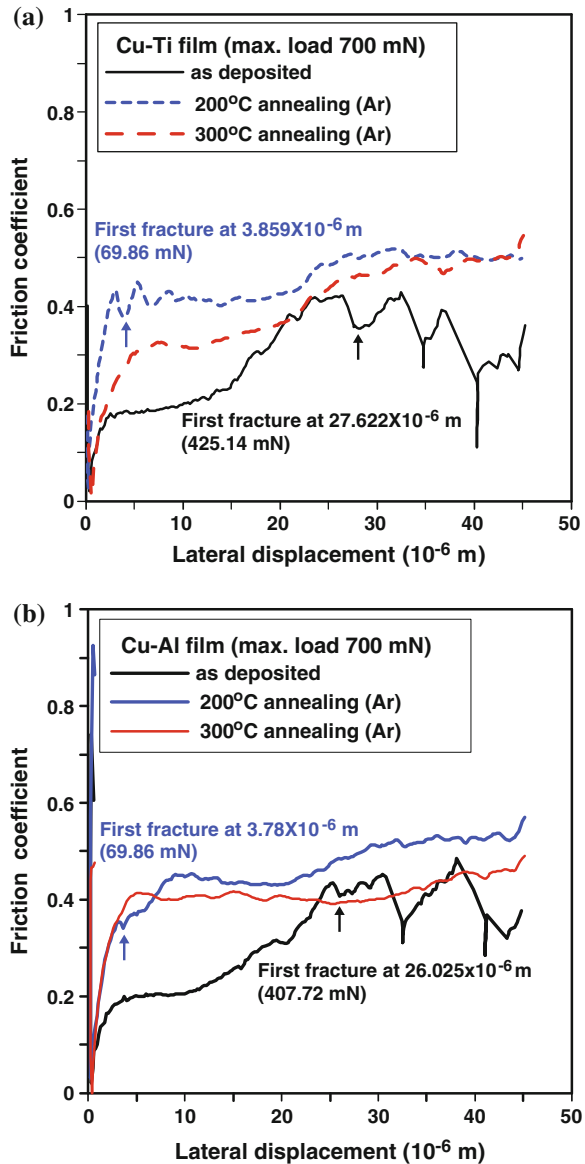 (a)
1
0.8
0.6
0.4
0.2
0
Friction coefficient
Cu-Ti film (max. load 700 mN)
as deposited
200°C annealing (Ar)
300°C annealing (Ar)
First fracture at 3.859X10⁻⁶ m
(69.86 mN)
First fracture at 27.622X10⁻⁶ m
(425.14 mN)
0 10 20 30 40 50
Lateral displacement (10⁻⁶ m)
(b)
1
0.8
0.6
0.4
0.2
0
Friction coefficient
Cu-Al film (max. load 700 mN)
as deposited
200°C annealing (Ar)
300°C annealing (Ar)
First fracture at 3.78X10⁻⁶ m
(69.86 mN)
First fracture at 26.025x10⁻⁶ m
(407.72 mN)
0 10 20 30 40 50
Lateral displacement (10⁻⁶ m)